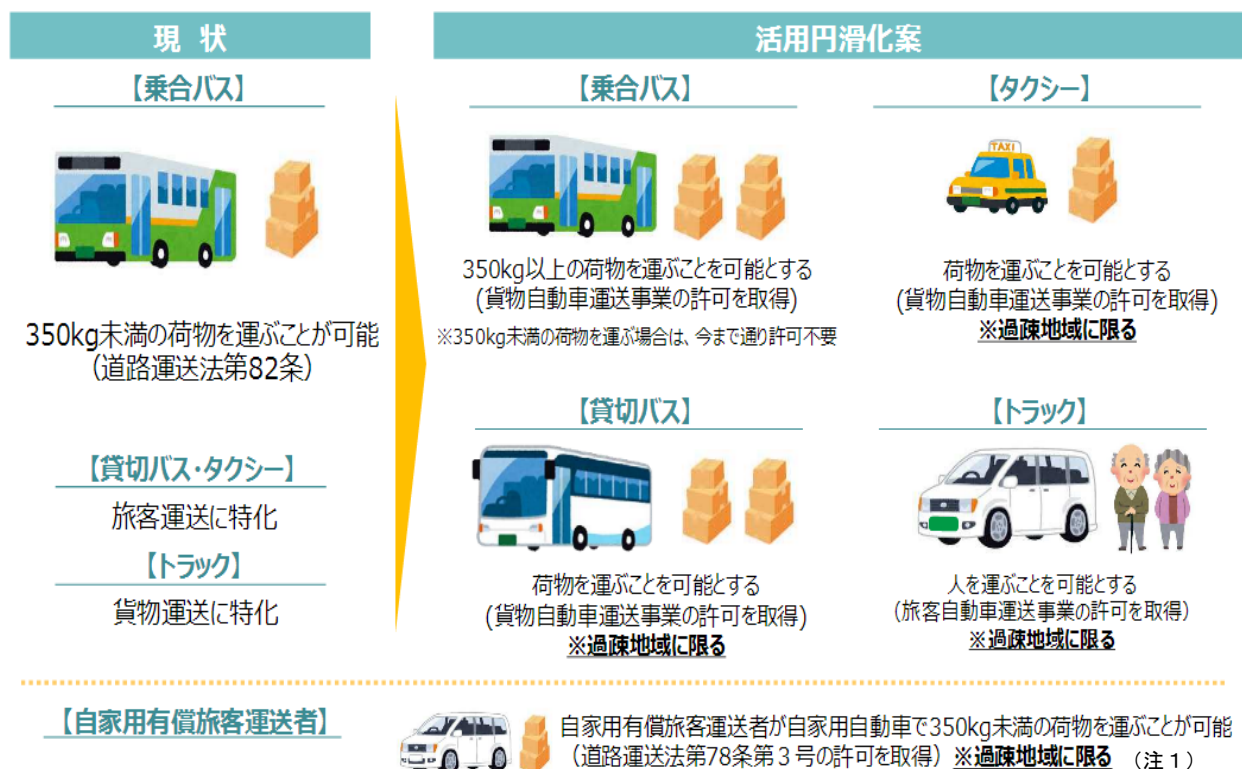 現 状
【乗合バス】
350kg未満の荷物を運ぶことが可能
(道路運送法第82条)
【貸切バス・タクシー】
旅客運送に特化
【トラック】
貨物運送に特化
活用円滑化案
【乗合バス】
350kg以上の荷物を運ぶことを可能とする
(貨物自動車運送事業の許可を取得)
※350kg未満の荷物を運ぶ場合は、今まで通り許可不要
【タクシー】
TAXI
荷物を運ぶことを可能とする
(貨物自動車運送事業の許可を取得)
※過疎地域に限る
【貸切バス】
荷物を運ぶことを可能とする
(貨物自動車運送事業の許可を取得)
※過疎地域に限る
【トラック】
人を運ぶことを可能とする
(旅客自動車運送事業の許可を取得)
※過疎地域に限る
【自家用有償旅客運送者】
自家用有償旅客運送者が自家用自動車で350kg未満の荷物を運ぶことが可能
(道路運送法第78条第3号の許可を取得) ※過疎地域に限る (注1)